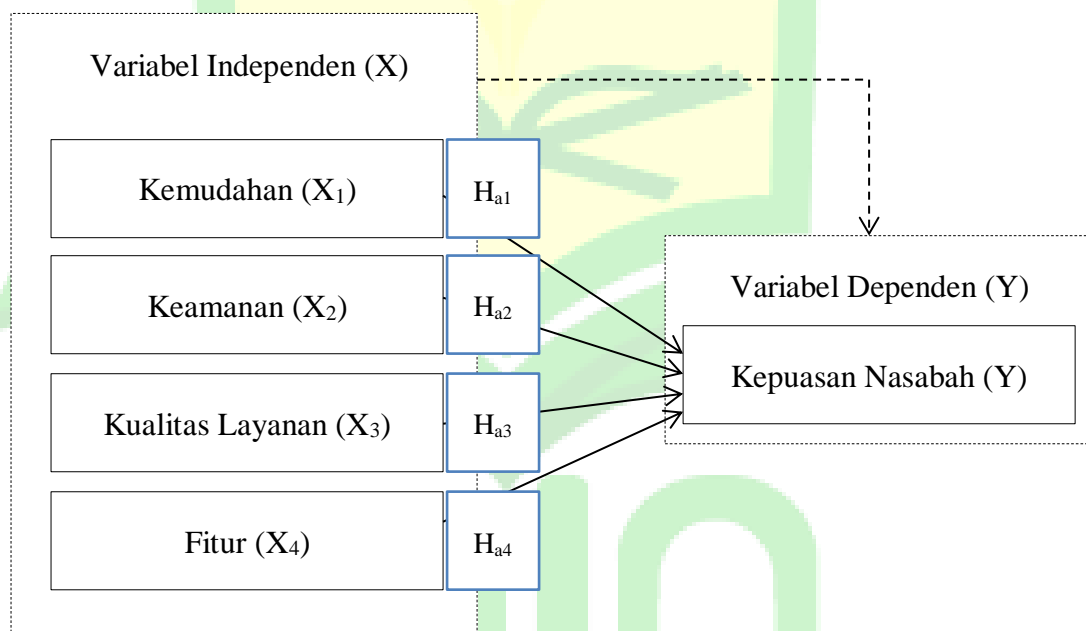 Variabel Independen (X)
Kemudahan (X₁)
Hₐ₁
Keamanan (X₂)
Hₐ₂
Kualitas Layanan (X₃)
Hₐ₃
Fitur (X₄)
Hₐ₄
Variabel Dependen (Y)
Kepuasan Nasabah (Y)